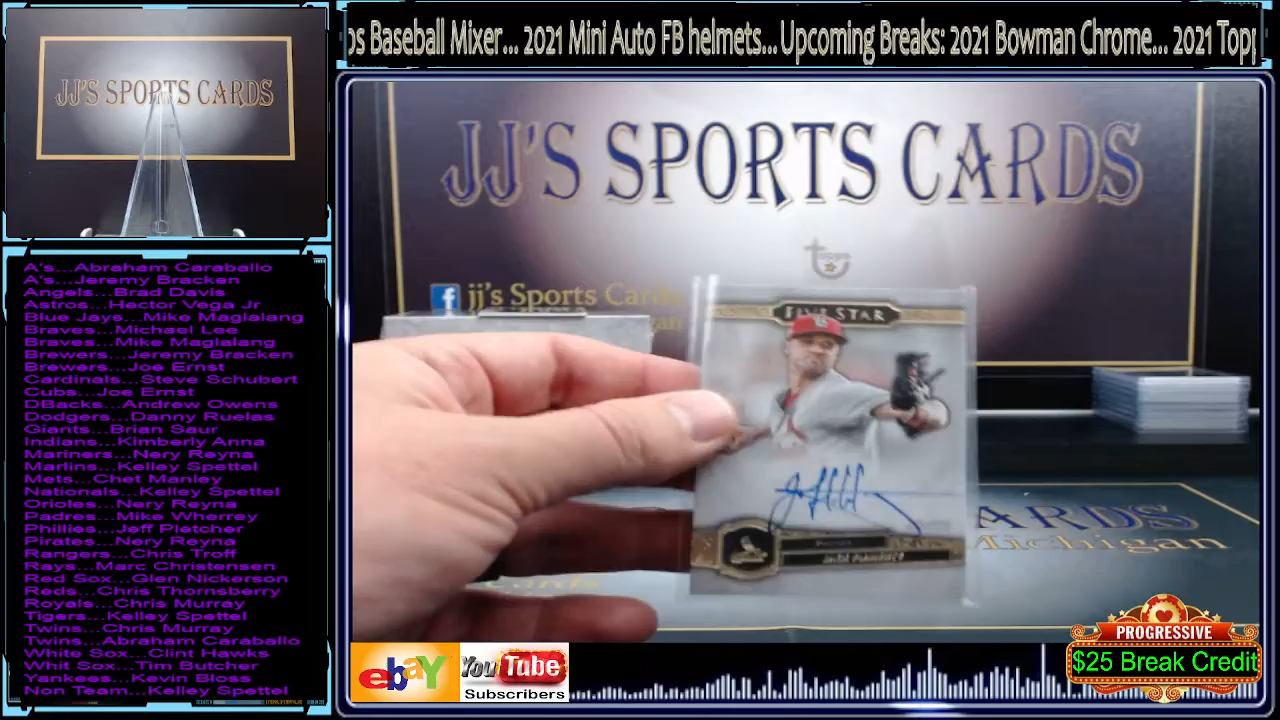 JJ'S SPORTS CARDS
ps Baseball Mixer... 2021 Mini Auto FB helmets...Upcoming Breaks: 2021 Bowman Chrome... 2021 Topp
JJ'S SPORTS CARDS
topps
f jj's Sports Cards
FIVE STAR
ARDS
Michigan
A's...Abraham Caraballo
A's...Jeremy Bracken
Angels...Brad Davis
Astros...Hector Vega Jr
Blue Jays...Mike Maglalang
Braves...Michael Lee
Braves...Mike Maglalang
Brewers...Jeremy Bracken
Brewers...Joe Ernst
Cardinals...Steve Schubert
Cubs...Joe Ernst
DBacks...Andrew Owens
Dodgers...Danny Ruelas
Giants...Brian Saur
Indians...Kimberly Anna
Mariners...Nery Reyna
Marlins...Kelley Spettel
Mets...Chet Manley
Nationals...Kelley Spettel
Orioles...Nery Reyna
Padres...Mike Wherrey
Phillies...Jeff Pletcher
Pirates...Nery Reyna
Rangers...Chris Troff
Rays...Marc Christensen
Red Sox...Glen Nickerson
Reds...Chris Thornsberry
Royals...Chris Murray
Tigers...Kelley Spettel
Twins...Chris Murray
Twins...Abraham Caraballo
White Sox...Clint Hawks
Whit Sox...Tim Butcher
Yankees...Kevin Bloss
Non Team...Kelley Spettel
ebay
YouTube
Subscribers
PROGRESSIVE
$25 Break Credit